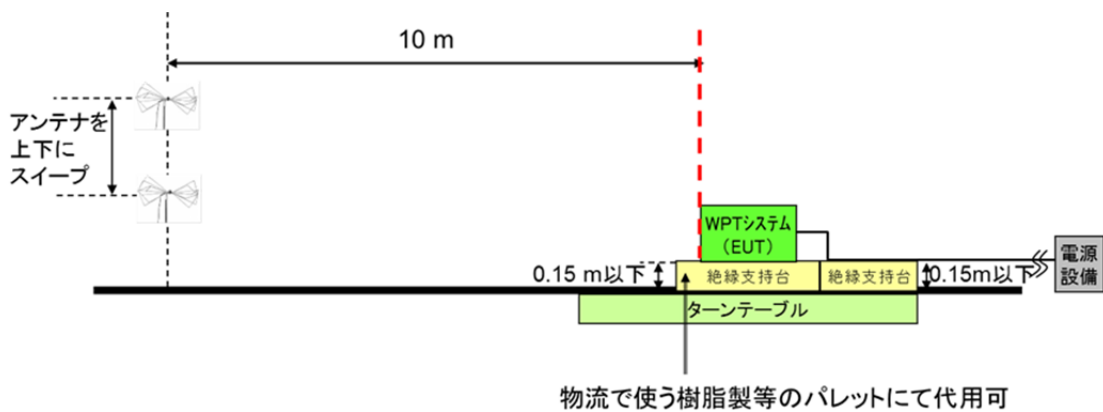 10 m
アンテナを
上下に
スイープ
WPTシステム
(EUT)
電源
設備
0.15 m以下
絶縁支持台
絶縁支持台
0.15m以下
ターンテーブル
物流で使う樹脂製等のパレットにて代用可